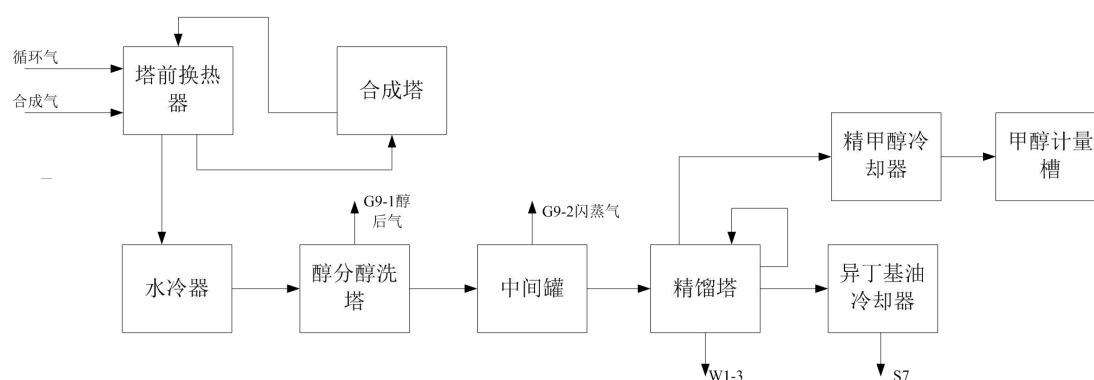 循环气
合成气
塔前换热
器
合成塔
精甲醇冷
却器
甲醇计量
槽
G9-1醇
后气
G9-2闪蒸气
水冷器
醇分醇洗
塔
中间罐
精馏塔
异丁基油
冷却器
W1-3
S7